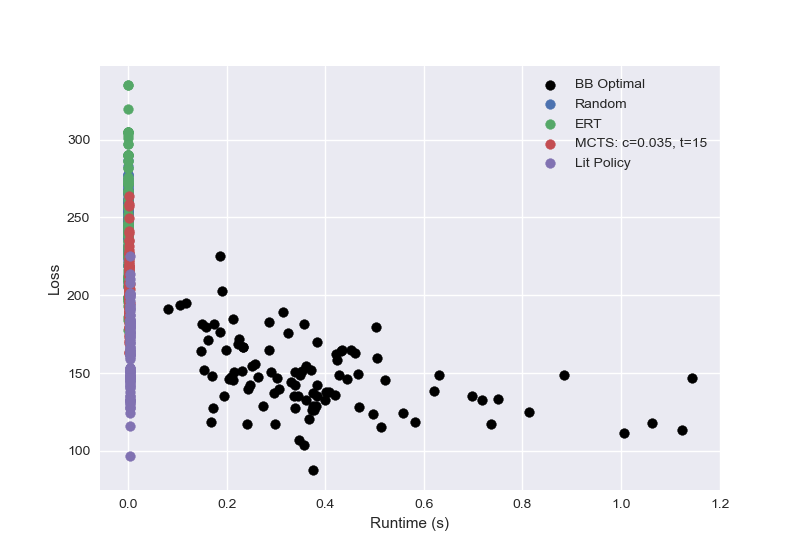 BB Optimal
Random
ERT
MCTS: c=0.035, t=15
Lit Policy
300
250
200
150
100
Loss
0.0 0.2 0.4 0.6 0.8 1.0 1.2
Runtime (s)